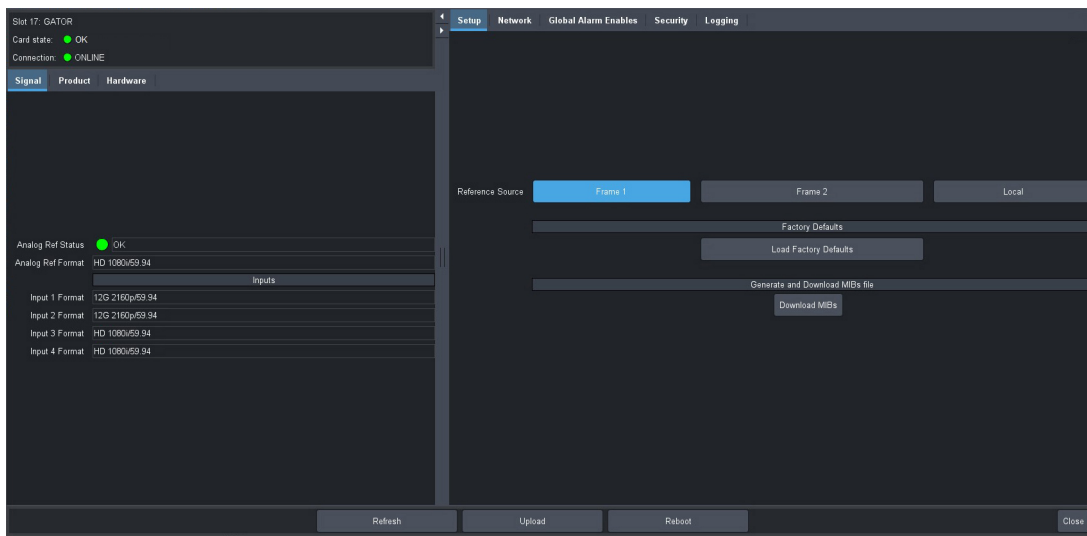 Slot 17: GATOR
Card state: OK
Connection: ONLINE
Signal Product Hardware
Analog Ref Status OK
Analog Ref Format HD 1080i/59.94
Inputs
Input 1 Format 12G 2160p/59.94
Input 2 Format 12G 2160p/59.94
Input 3 Format HD 1080i/59.94
Input 4 Format HD 1080i/59.94
Setup Network Global Alarm Enables Security Logging
Reference Source Frame 1 Frame 2 Local
Factory Defaults
Load Factory Defaults
Generate and Download MIBs file
Download MIBs
Refresh Upload Reboot Close